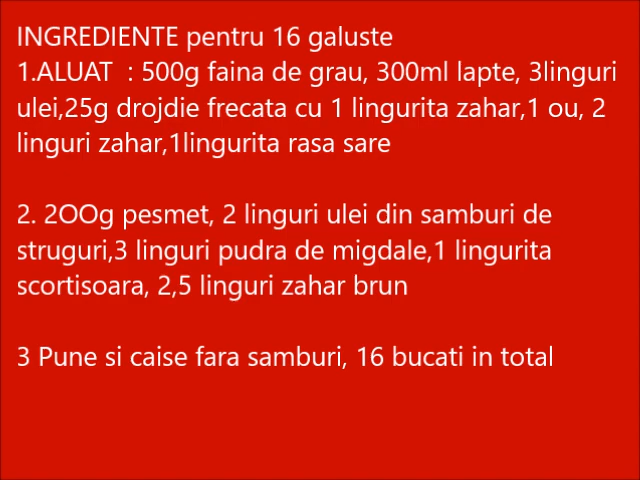 INGREDIENTE pentru 16 galuste
1.ALUAT  : 500g faina de grau, 300ml lapte, 3linguri
ulei,25g drojdie frecata cu 1 lingurita zahar,1 ou, 2
linguri zahar,1lingurita rasa sare
2. 2OOg pesmet, 2 linguri ulei din samburi de
struguri,3 linguri pudra de migdale,1 lingurita
scortisoara, 2,5 linguri zahar brun
3 Pune si caise fara samburi, 16 bucati in total